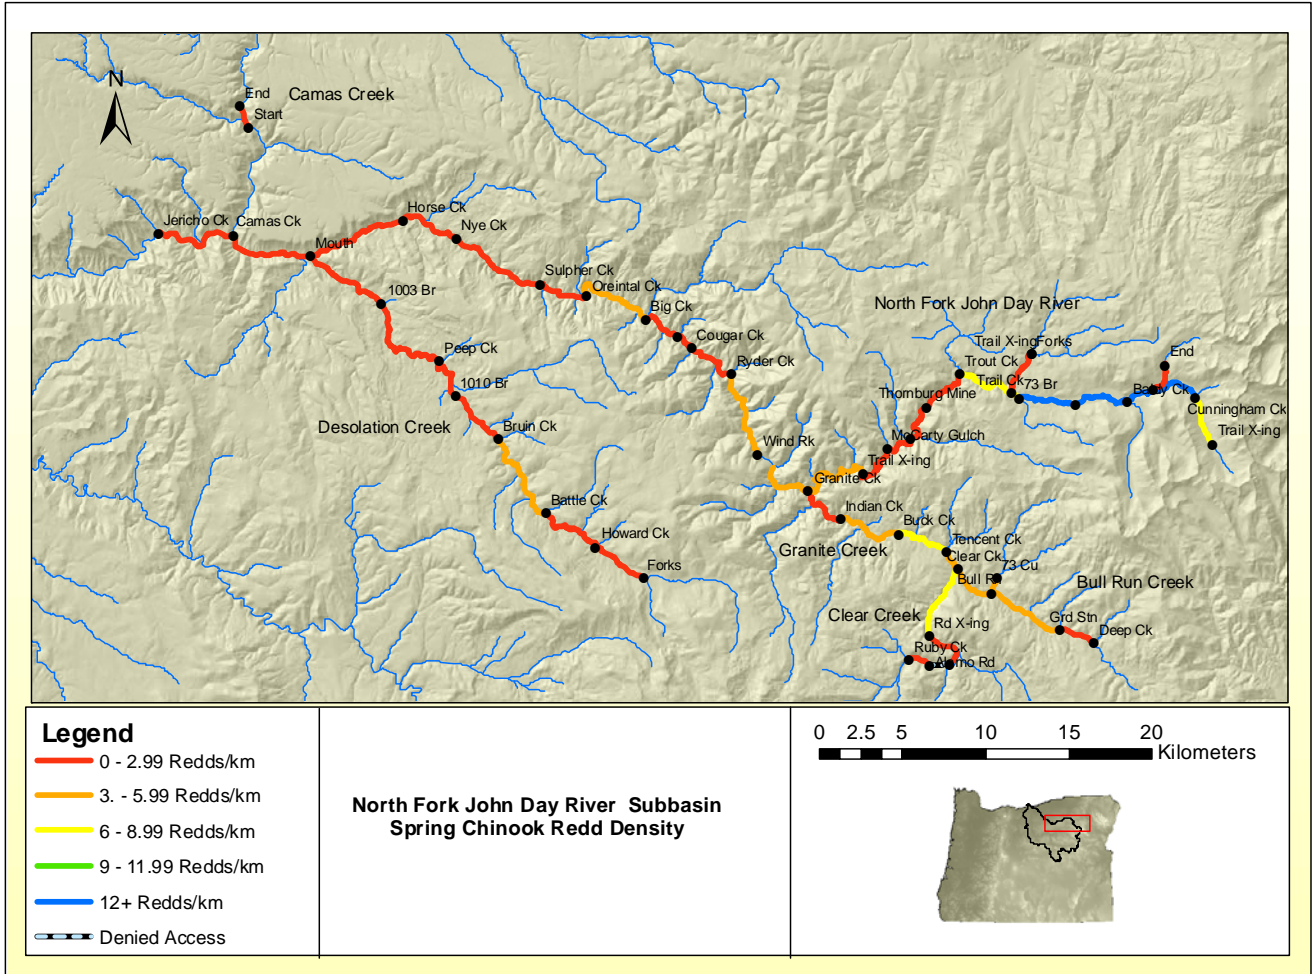 N
End
Camas Creek
Start
Jericho Ck
Camas Ck
Horse Ck
Nye Ck
Mouth
Sulpher Ck
Oreintal Ck
1003 Br
Big Ck
North Fork John Day River
Cougar Ck
Trail X-ing
Forks
Peep Ck
Ryder Ck
Trout Ck
End
1010 Br
Thornburg Mine
Trail Ck
73 Br
Cunningham Ck
Desolation Creek
Bruin Ck
Wind Rk
McCarty Gulch
Trail X-ing
Trail X-ing
Granite Ck
Battle Ck
Indian Ck
Buck Ck
Howard Ck
Granite Creek
Tencent Ck
Clear Ck
Forks
73 Cu
Bull Run Creek
Clear Creek
Grd Stn
Rd X-ing
Deep Ck
Ruby Ck
Alamo Rd
Legend
0 - 2.99 Redds/km
3. - 5.99 Redds/km
6 - 8.99 Redds/km
9 - 11.99 Redds/km
12+ Redds/km
Denied Access
North Fork John Day River Subbasin
Spring Chinook Redd Density
0 2.5 5 10 15 20
Kilometers